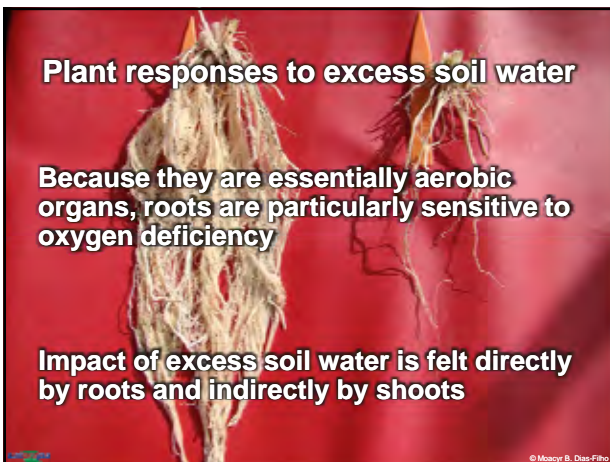 Plant responses to excess soil water
Because they are essentially aerobic
organs, roots are particularly sensitive to
oxygen deficiency
Impact of excess soil water is felt directly
by roots and indirectly by shoots
© Moacyr B. Dias-Filho